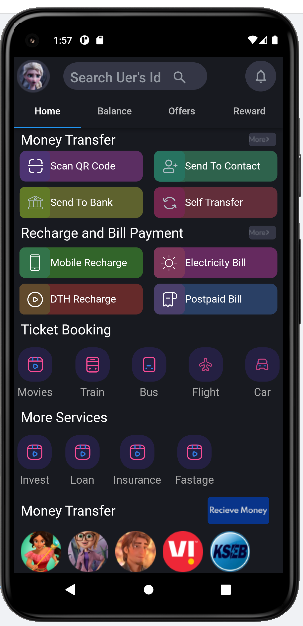 1:57
Search Uer's Id
Home Balance Offers Reward
Money Transfer More>
Scan QR Code Send To Contact
Send To Bank Self Transfer
Recharge and Bill Payment More>
Mobile Recharge Electricity Bill
DTH Recharge Postpaid Bill
Ticket Booking
Movies Train Bus Flight Car
More Services
Invest Loan Insurance Fastage
Money Transfer Recieve Money
VI! KSEB